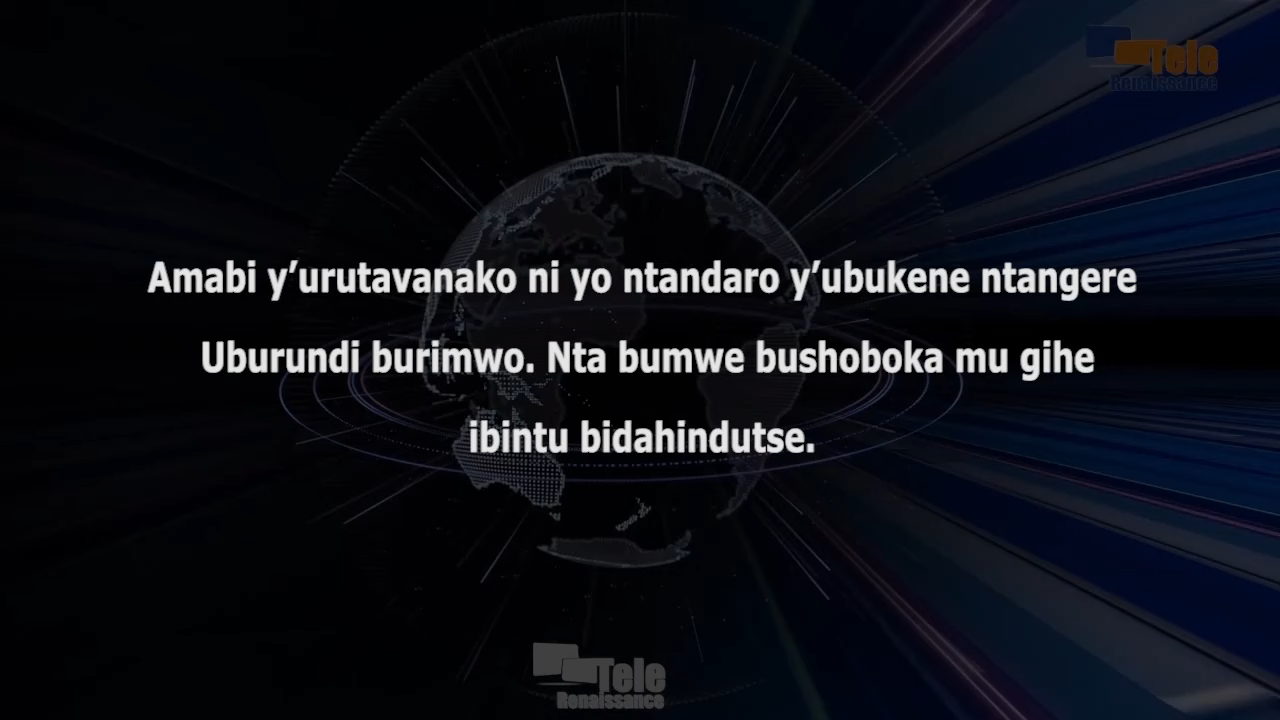 Tele
Renaissance
Amabi y’urutavanako ni yo ntandaro y’ubukene ntangere
Uburundi burimwo. Nta bumwe bushoboka mu gihe
ibintu bidahindutse.
Tele
Renaissance